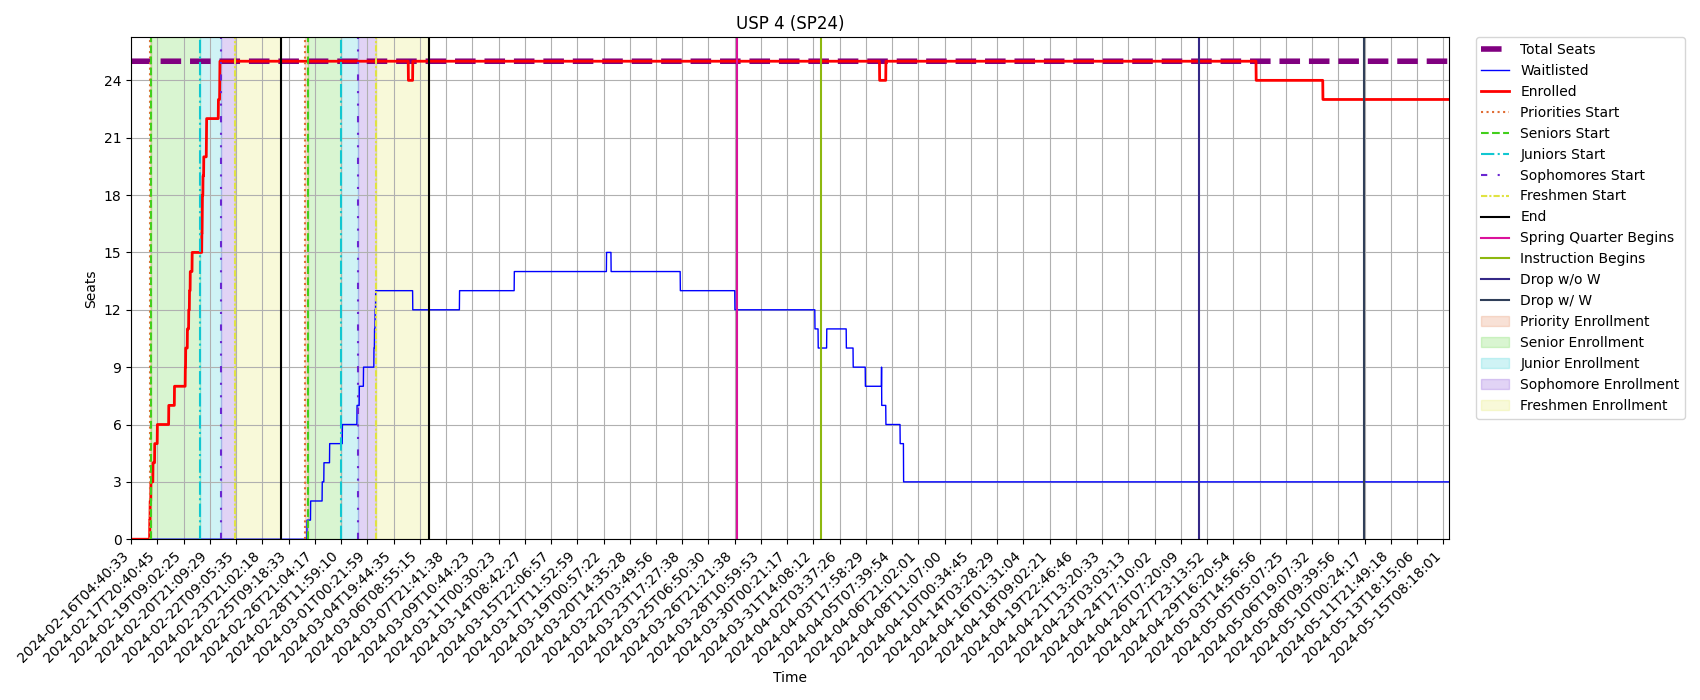 USP 4 (SP24)
Seats
24
21
18
15
12
9
6
3
0
2024-02-16T04:40:33
2024-02-17T20:40:45
2024-02-19T09:02:25
2024-02-20T21:09:29
2024-02-22T09:05:35
2024-02-23T21:02:18
2024-02-25T09:18:33
2024-02-26T21:04:17
2024-02-28T11:59:10
2024-03-01T00:21:59
2024-03-04T19:44:35
2024-03-06T08:55:15
2024-03-07T21:41:38
2024-03-11T00:30:23
2024-03-14T08:42:27
2024-03-15T22:06:57
2024-03-17T11:52:59
2024-03-19T00:57:22
2024-03-20T14:35:28
2024-03-22T03:49:56
2024-03-23T17:27:38
2024-03-25T06:50:30
2024-03-26T21:21:38
2024-03-28T10:59:53
2024-03-30T00:21:17
2024-03-31T14:08:12
2024-04-02T03:37:26
2024-04-03T17:58:29
2024-04-05T07:39:54
2024-04-06T21:02:01
2024-04-08T11:07:00
2024-04-10T00:34:45
2024-04-14T03:28:29
2024-04-16T01:31:04
2024-04-18T09:02:21
2024-04-19T22:46:46
2024-04-21T13:20:33
2024-04-23T03:03:13
2024-04-24T17:10:02
2024-04-26T07:20:09
2024-04-27T23:13:52
2024-04-29T16:20:54
2024-05-03T14:56:56
2024-05-05T05:07:25
2024-05-06T19:07:32
2024-05-08T09:39:56
2024-05-10T00:24:17
2024-05-11T21:49:18
2024-05-13T18:15:06
2024-05-15T08:18:01
Time
Total Seats
Waitlisted
Enrolled
Priorities Start
Seniors Start
Juniors Start
Sophomores Start
Freshmen Start
End
Spring Quarter Begins
Instruction Begins
Drop w/o W
Drop w/ W
Priority Enrollment
Senior Enrollment
Junior Enrollment
Sophomore Enrollment
Freshmen Enrollment